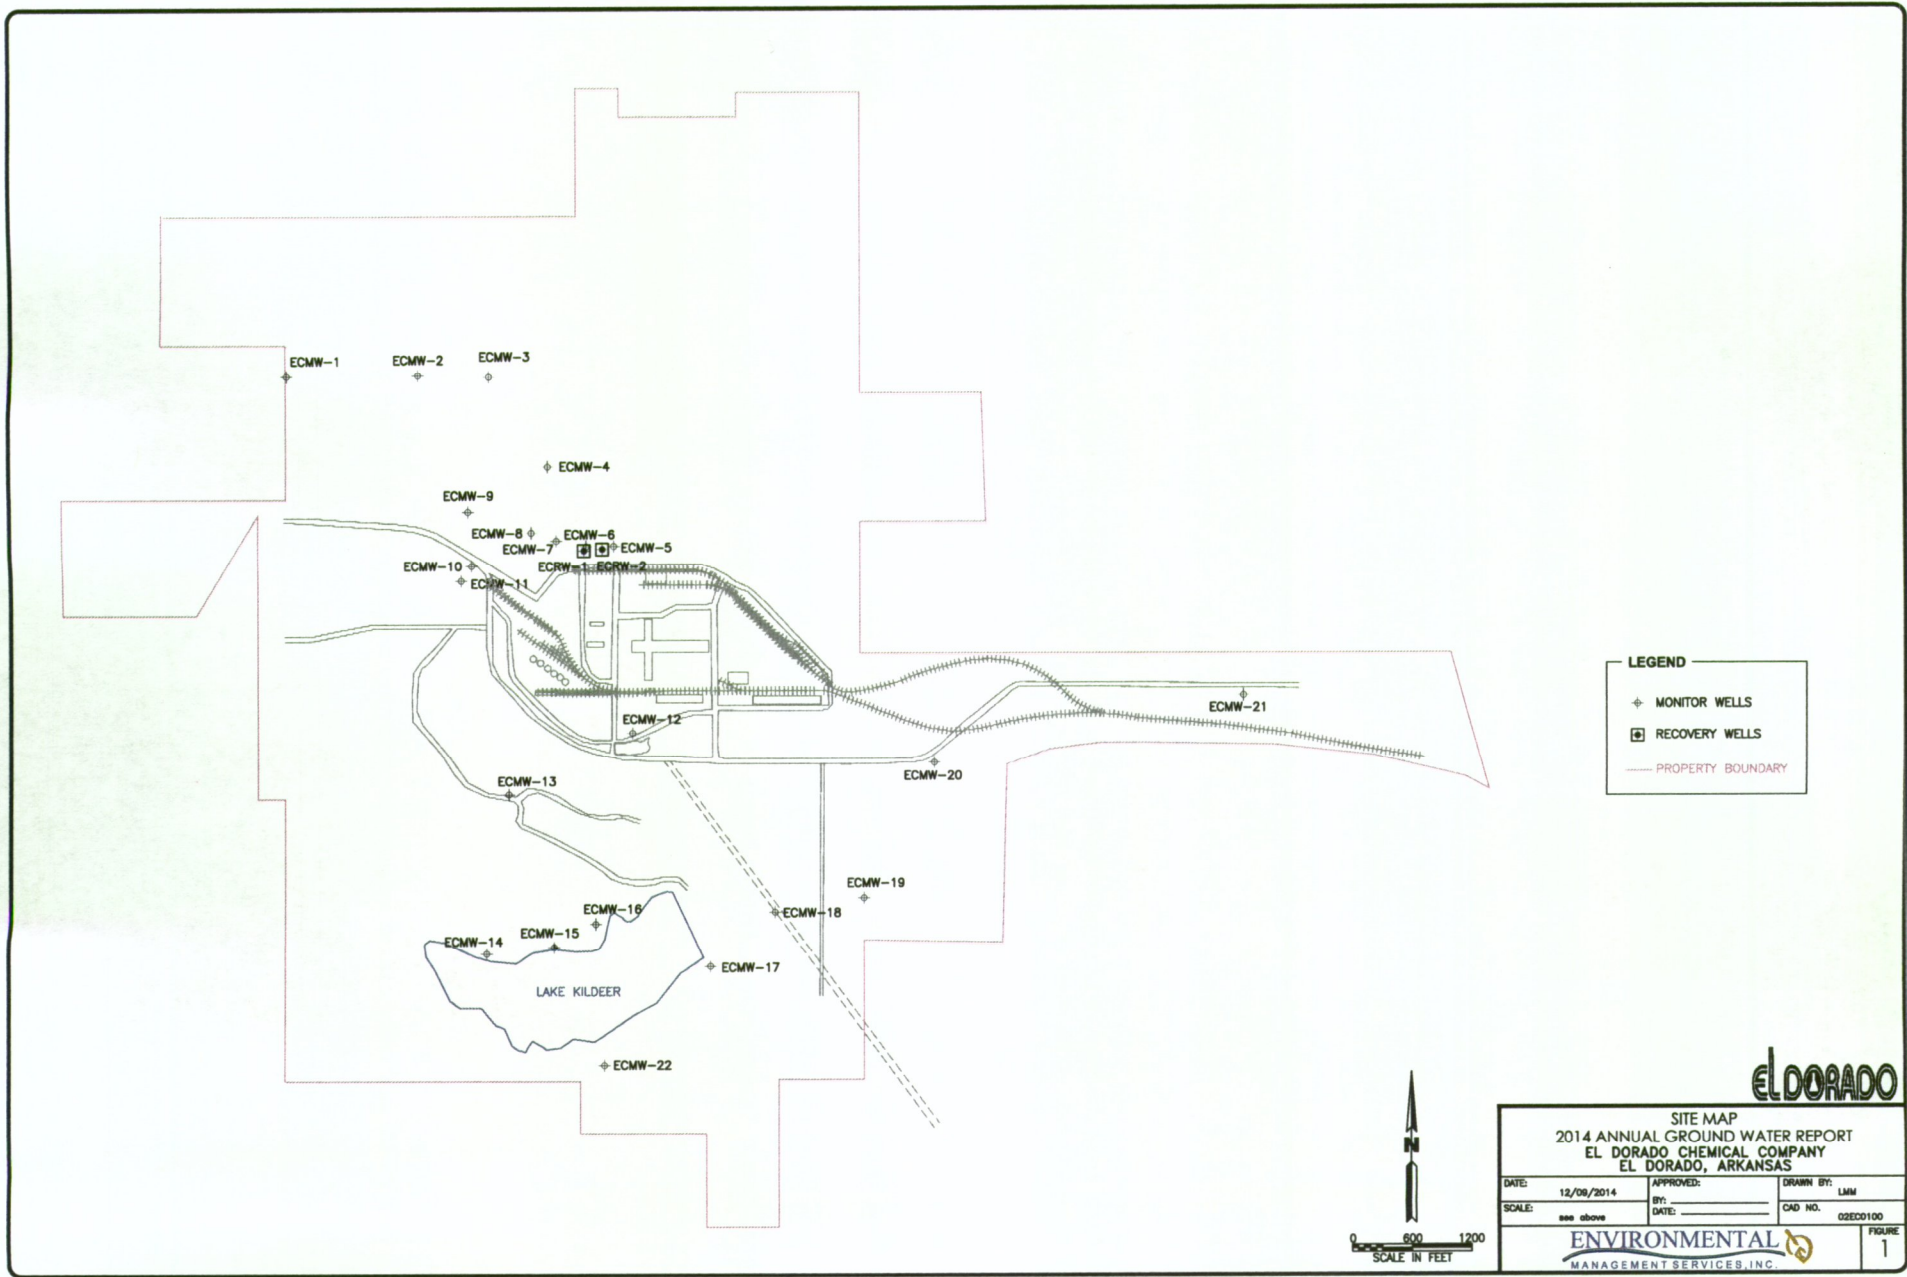 ECMW-1
ECMW-2
ECMW-3
ECMW-4
ECMW-9
ECMW-8
ECMW-6
ECMW-7
ECMW-5
ECMW-10
ECRW-1
ECRW-2
ECMW-11
ECMW-12
ECMW-21
ECMW-20
ECMW-13
ECMW-19
ECMW-16
ECMW-18
ECMW-15
ECMW-14
ECMW-17
LAKE KILDEER
ECMW-22
LEGEND
MONITOR WELLS
RECOVERY WELLS
PROPERTY BOUNDARY
N
0 600 1200
SCALE IN FEET
EL DORADO
SITE MAP
2014 ANNUAL GROUND WATER REPORT
EL DORADO CHEMICAL COMPANY
EL DORADO, ARKANSAS
DATE: 12/09/2014
APPROVED:
BY:
DATE:
DRAWN BY: LMM
SCALE: see above
CAD NO. 02EC0100
ENVIRONMENTAL
MANAGEMENT SERVICES, INC.
FIGURE
1